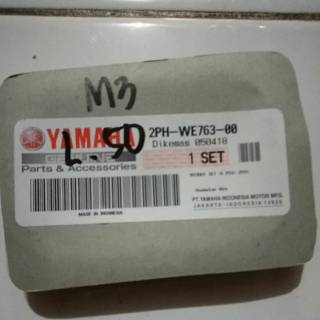 M3
YAMAHA
L-50
GENUINE
Parts & Accessories
2PH-WE763-00
Dikemas 050418
1 SET
MADE IN INDONESIA
PT.YAMAHA INDONESIA MOTOR MFG.
JAKARTA-INDONESIA